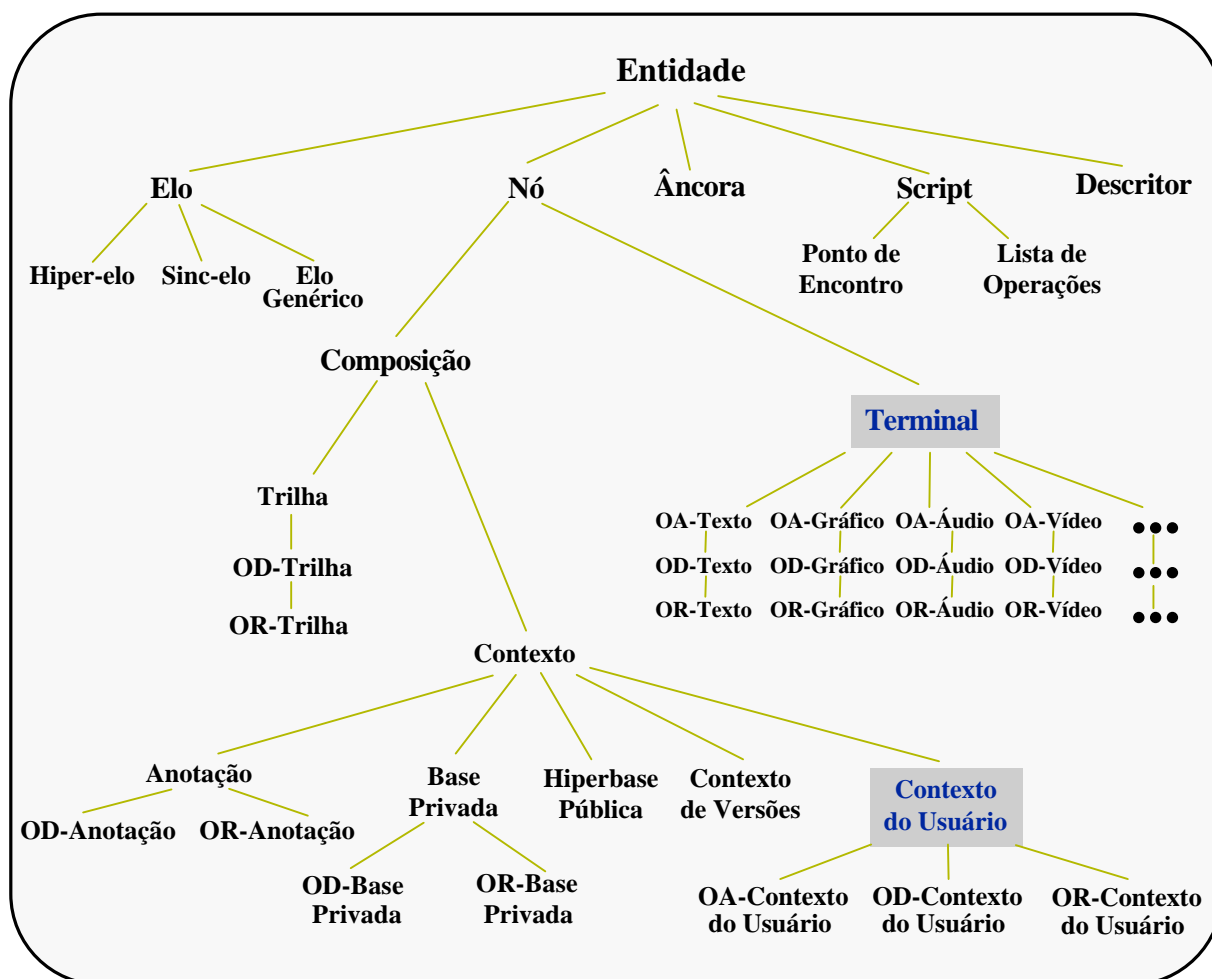 Entidade
Elo
Nó
Âncora
Script
Descritor
Hiper-elo
Sinc-elo
Elo
Genérico
Ponto de
Encontro
Lista de
Operações
Composição
Terminal
Trilha
OD-Trilha
OR-Trilha
OA-Texto
OA-Gráfico
OA-Áudio
OA-Vídeo
•••
OD-Texto
OD-Gráfico
OD-Áudio
OD-Vídeo
•••
OR-Texto
OR-Gráfico
OR-Áudio
OR-Vídeo
•••
Contexto
Anotação
Base
Privada
Hiperbase
Pública
Contexto
de Versões
Contexto
do Usuário
OD-Anotação
OR-Anotação
OD-Base
Privada
OR-Base
Privada
OA-Contexto
do Usuário
OD-Contexto
do Usuário
OR-Contexto
do Usuário